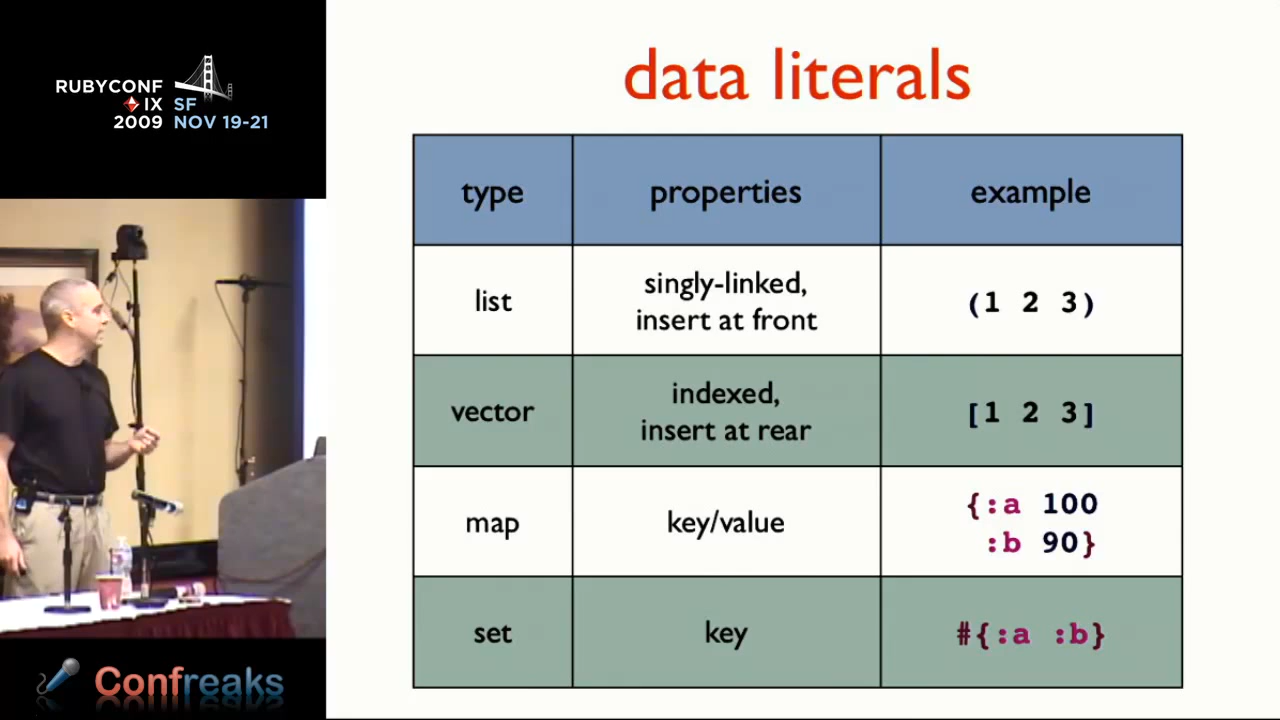 RUBYCONF
IX SF
2009 NOV 19-21
data literals
type properties example
list singly-linked, insert at front (1 2 3)
vector indexed, insert at rear [1 2 3]
map key/value {:a 100 :b 90}
set key #{:a :b}
Confreaks